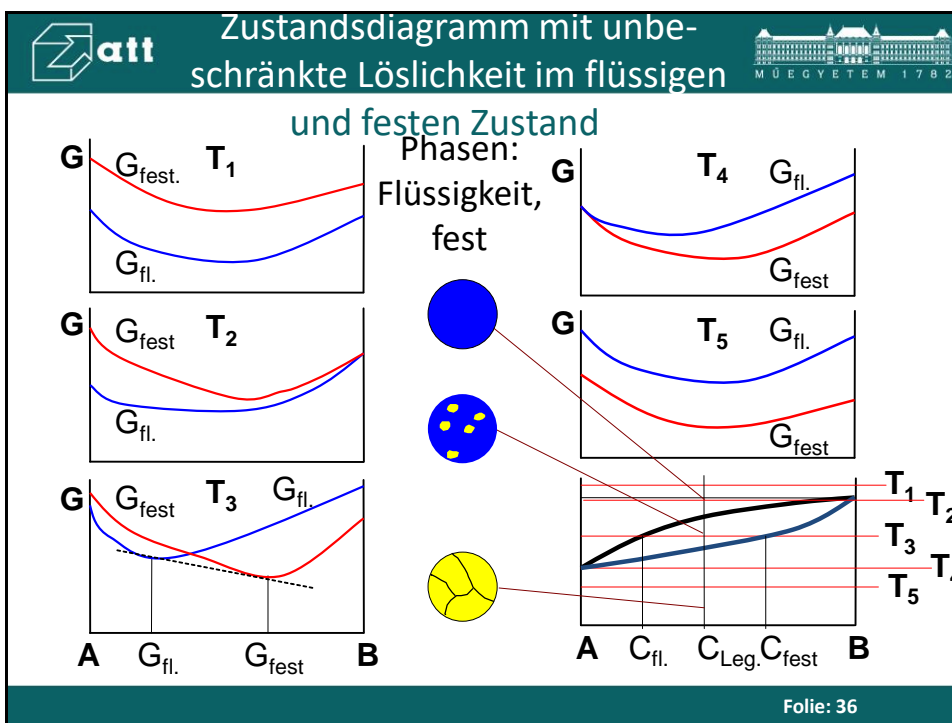 att
Zustandsdiagramm mit unbe-
schränkte Löslichkeit im flüssigen
und festen Zustand
MŰEGYETEM 1782
G
G_fest.
T_1
G_fl.
Phasen:
Flüssigkeit,
fest
G
T_4
G_fl.
G_fest
G
G_fest
T_2
G_fl.
G
T_5
G_fl.
G_fest
G
G_fest
T_3
G_fl.
A
G_fl.
G_fest
B
T_1
T_2
T_3
T_5
A
C_fl.
C_Leg.
C_fest
B
Folie: 36